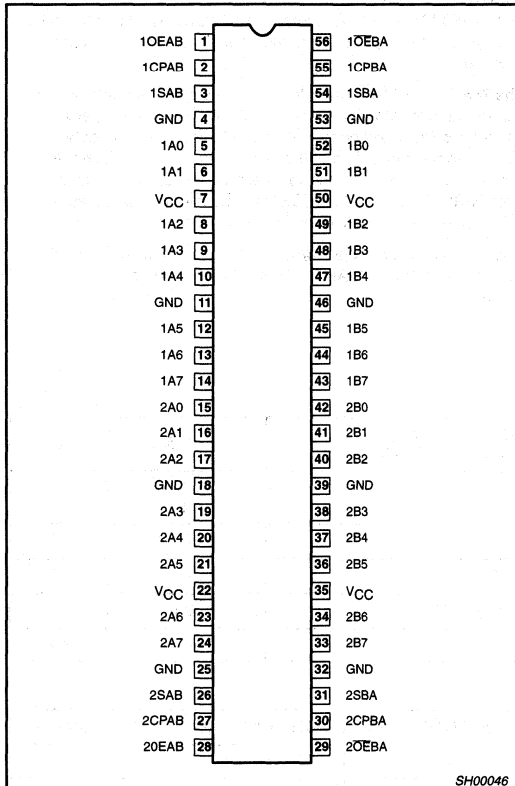 1OEAB 1 56 1O̅E̅BA
1CPAB 2 55 1CPBA
1SAB 3 54 1SBA
GND 4 53 GND
1A0 5 52 1B0
1A1 6 51 1B1
VCC 7 50 VCC
1A2 8 49 1B2
1A3 9 48 1B3
1A4 10 47 1B4
GND 11 46 GND
1A5 12 45 1B5
1A6 13 44 1B6
1A7 14 43 1B7
2A0 15 42 2B0
2A1 16 41 2B1
2A2 17 40 2B2
GND 18 39 GND
2A3 19 38 2B3
2A4 20 37 2B4
2A5 21 36 2B5
VCC 22 35 VCC
2A6 23 34 2B6
2A7 24 33 2B7
GND 25 32 GND
2SAB 26 31 2SBA
2CPAB 27 30 2CPBA
20EAB 28 29 2O̅E̅BA
SH00046